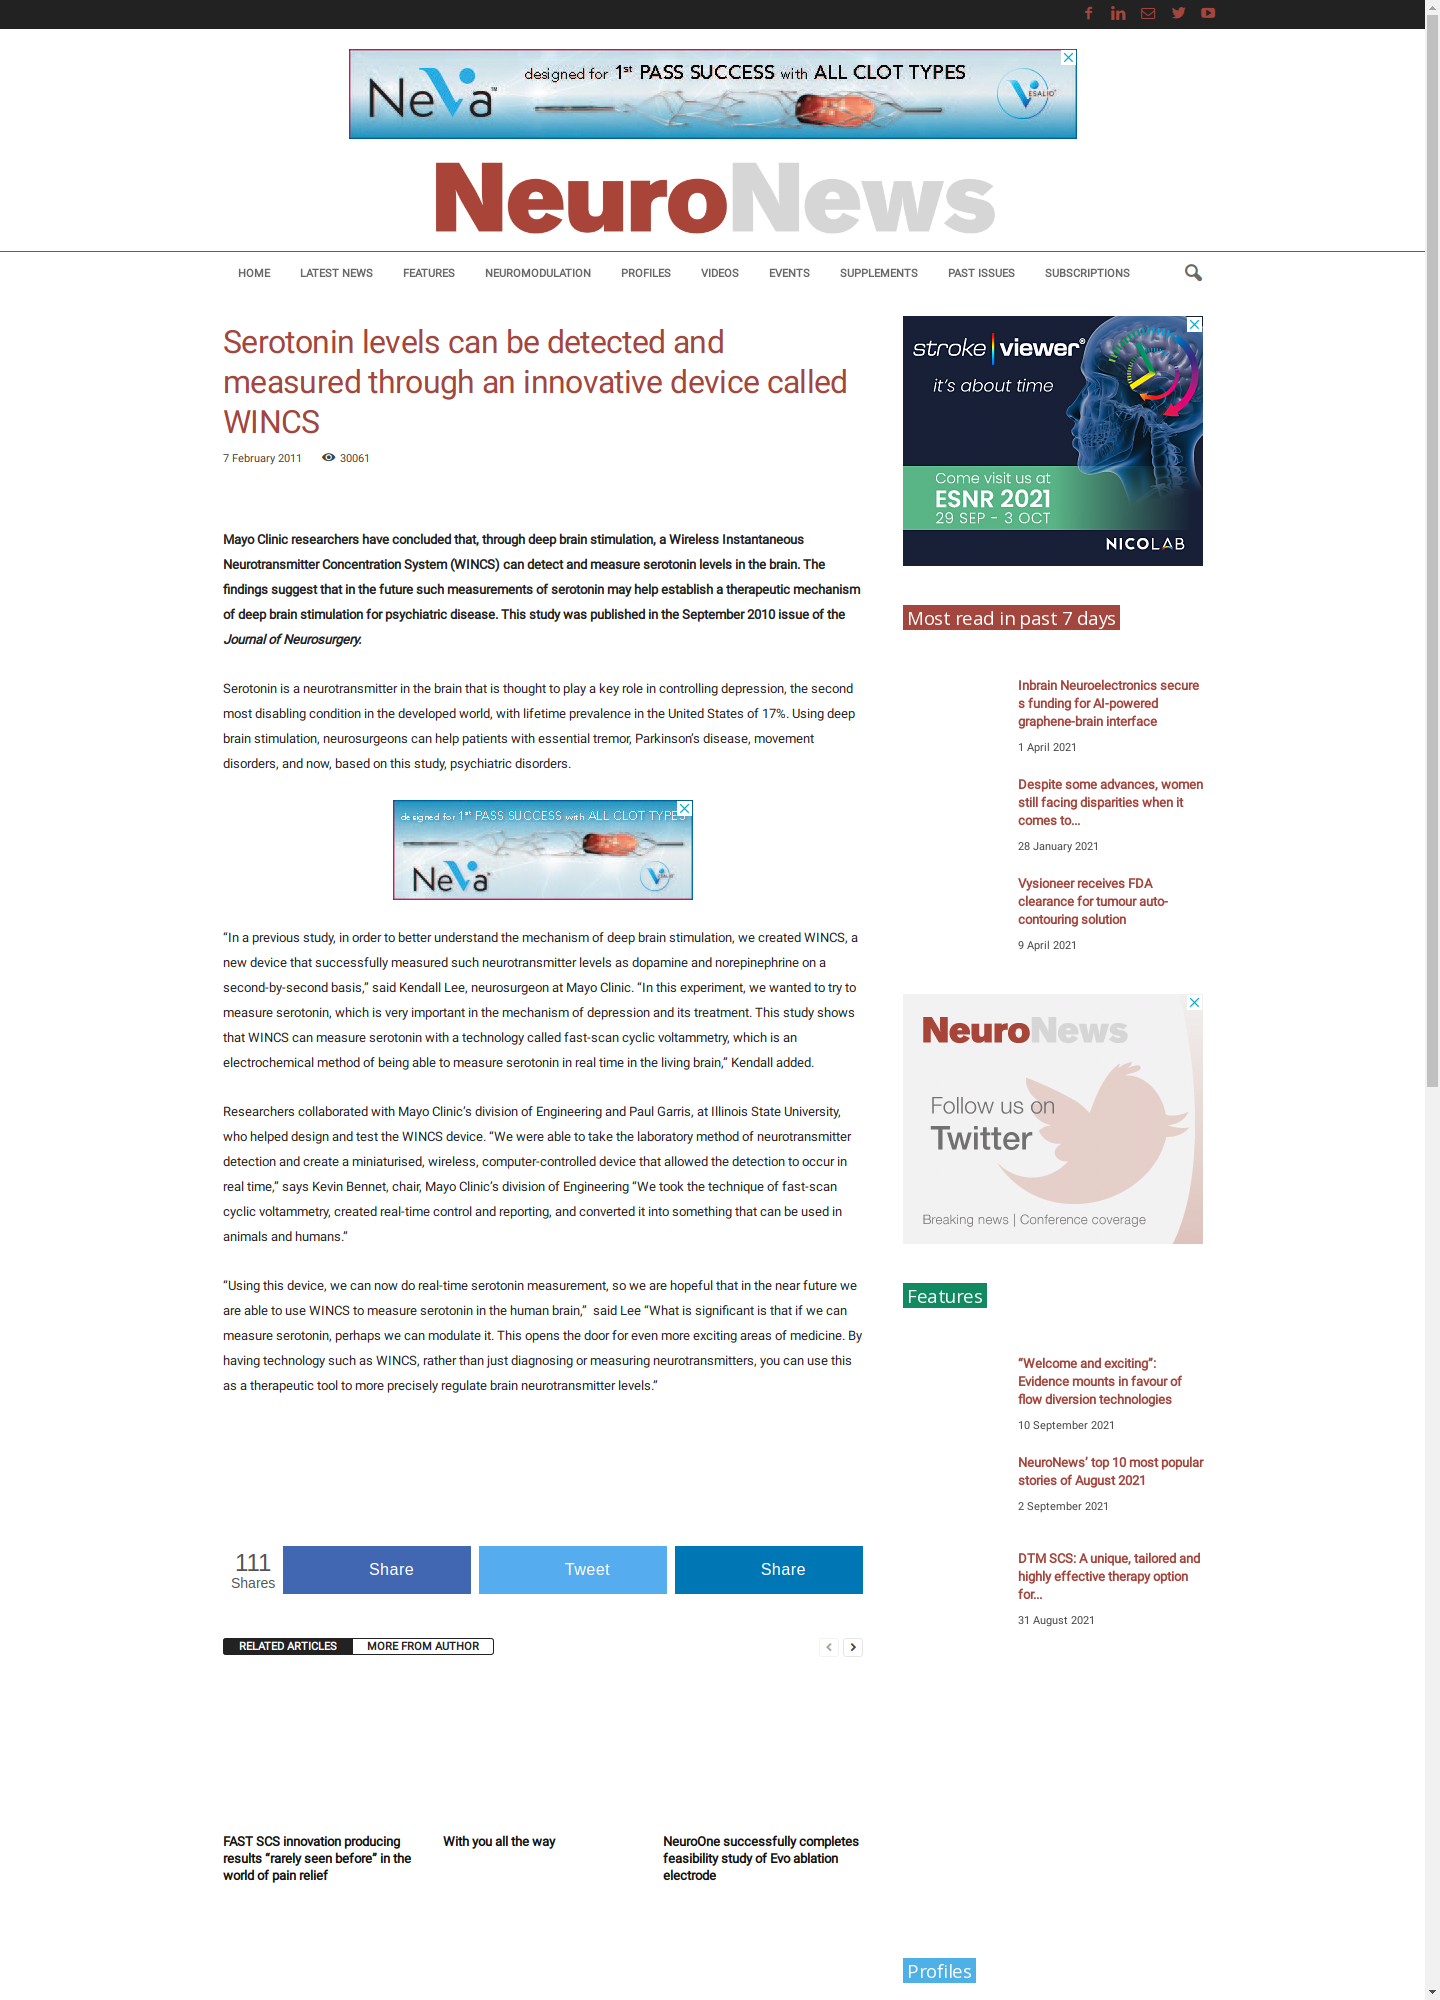 NeVa™ designed for 1st PASS SUCCESS with ALL CLOT TYPES VESALIO
NeuroNews
HOME LATEST NEWS FEATURES NEUROMODULATION PROFILES VIDEOS EVENTS SUPPLEMENTS PAST ISSUES SUBSCRIPTIONS
Serotonin levels can be detected and
measured through an innovative device called
WINCS
7 February 2011 30061
Mayo Clinic researchers have concluded that, through deep brain stimulation, a Wireless Instantaneous
Neurotransmitter Concentration System (WINCS) can detect and measure serotonin levels in the brain. The
findings suggest that in the future such measurements of serotonin may help establish a therapeutic mechanism
of deep brain stimulation for psychiatric disease. This study was published in the September 2010 issue of the
Journal of Neurosurgery.
Serotonin is a neurotransmitter in the brain that is thought to play a key role in controlling depression, the second
most disabling condition in the developed world, with lifetime prevalence in the United States of 17%. Using deep
brain stimulation, neurosurgeons can help patients with essential tremor, Parkinson’s disease, movement
disorders, and now, based on this study, psychiatric disorders.
designed for 1st PASS SUCCESS with ALL CLOT TYPES
NeVa VESALIO
“In a previous study, in order to better understand the mechanism of deep brain stimulation, we created WINCS, a
new device that successfully measured such neurotransmitter levels as dopamine and norepinephrine on a
second-by-second basis,” said Kendall Lee, neurosurgeon at Mayo Clinic. “In this experiment, we wanted to try to
measure serotonin, which is very important in the mechanism of depression and its treatment. This study shows
that WINCS can measure serotonin with a technology called fast-scan cyclic voltammetry, which is an
electrochemical method of being able to measure serotonin in real time in the living brain,” Kendall added.
Researchers collaborated with Mayo Clinic’s division of Engineering and Paul Garris, at Illinois State University,
who helped design and test the WINCS device. “We were able to take the laboratory method of neurotransmitter
detection and create a miniaturised, wireless, computer-controlled device that allowed the detection to occur in
real time,” says Kevin Bennet, chair, Mayo Clinic’s division of Engineering “We took the technique of fast-scan
cyclic voltammetry, created real-time control and reporting, and converted it into something that can be used in
animals and humans.”
“Using this device, we can now do real-time serotonin measurement, so we are hopeful that in the near future we
are able to use WINCS to measure serotonin in the human brain,”  said Lee “What is significant is that if we can
measure serotonin, perhaps we can modulate it. This opens the door for even more exciting areas of medicine. By
having technology such as WINCS, rather than just diagnosing or measuring neurotransmitters, you can use this
as a therapeutic tool to more precisely regulate brain neurotransmitter levels.”
111
Shares
Share Tweet Share
RELATED ARTICLES MORE FROM AUTHOR
FAST SCS innovation producing
results “rarely seen before” in the
world of pain relief
With you all the way
NeuroOne successfully completes
feasibility study of Evo ablation
electrode
stroke viewer®
it's about time
Come visit us at
ESNR 2021
29 SEP - 3 OCT
NICOLAB
Most read in past 7 days
Inbrain Neuroelectronics secure
s funding for AI-powered
graphene-brain interface
1 April 2021
Despite some advances, women
still facing disparities when it
comes to...
28 January 2021
Vysioneer receives FDA
clearance for tumour auto-
contouring solution
9 April 2021
NeuroNews
Follow us on
Twitter
Breaking news | Conference coverage
Features
“Welcome and exciting”:
Evidence mounts in favour of
flow diversion technologies
10 September 2021
NeuroNews’ top 10 most popular
stories of August 2021
2 September 2021
DTM SCS: A unique, tailored and
highly effective therapy option
for...
31 August 2021
Profiles